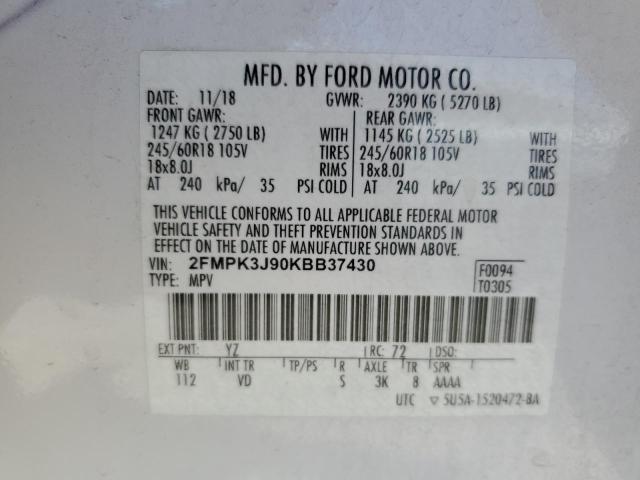 MFD. BY FORD MOTOR CO.
DATE: 11/18 GVWR: 2390 KG ( 5270 LB)
FRONT GAWR: REAR GAWR:
1247 KG ( 2750 LB) WITH 1145 KG ( 2525 LB) WITH
245/60R18 105V TIRES 245/60R18 105V TIRES
18x8.0J RIMS 18x8.0J RIMS
AT 240 kPa/ 35 PSI COLD AT 240 kPa/ 35 PSI COLD
THIS VEHICLE CONFORMS TO ALL APPLICABLE FEDERAL MOTOR
VEHICLE SAFETY AND THEFT PREVENTION STANDARDS IN
EFFECT ON THE DATE OF MANUFACTURE SHOWN ABOVE.
VIN: 2FMPK3J90KBB37430 F0094
TYPE: MPV T0305
EXT PNT: YZ RC: 72 DSO:
WB INT TR TP/PS R AXLE TR SPR
112 VD S 3K 8 AAAA
UTC ▽ 5U5A-1520472-BA